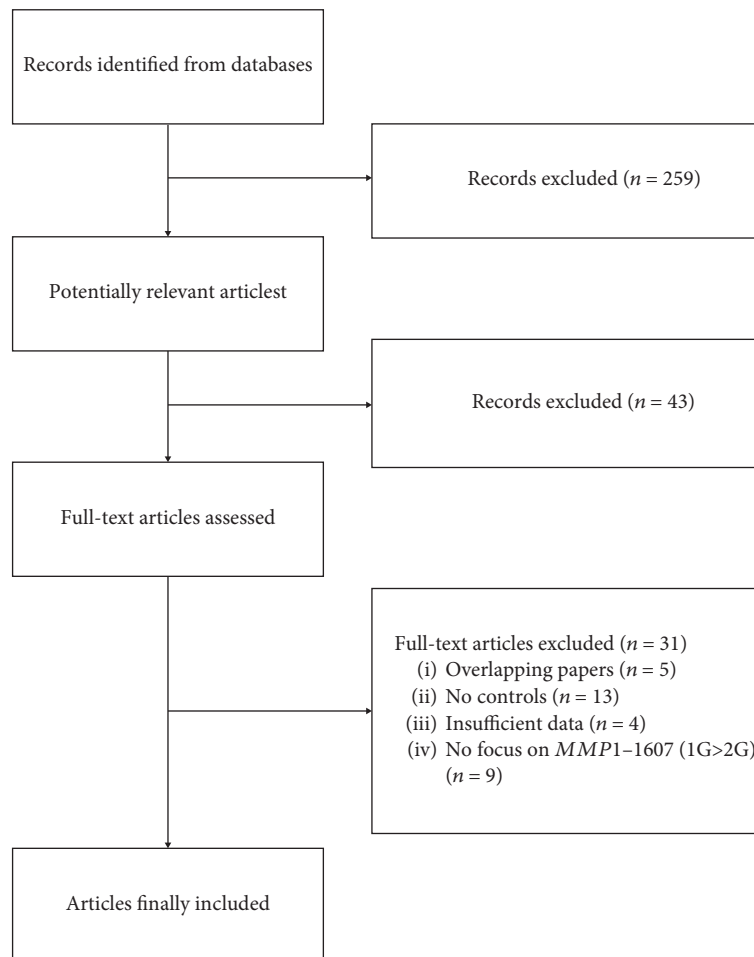 Records identified from databases
Records excluded (n = 259)
Potentially relevant articlest
Records excluded (n = 43)
Full-text articles assessed
Full-text articles excluded (n = 31)
(i) Overlapping papers (n = 5)
(ii) No controls (n = 13)
(iii) Insufficient data (n = 4)
(iv) No focus on MMP1–1607 (1G>2G)
(n = 9)
Articles finally included